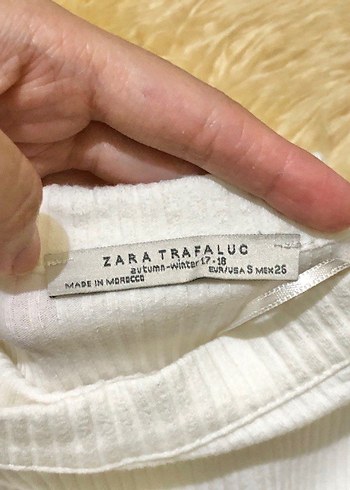 ZARA TRAFALUC
autumn-winter 17-18
MADE IN MOROCCO EUR/USA S MEX 26